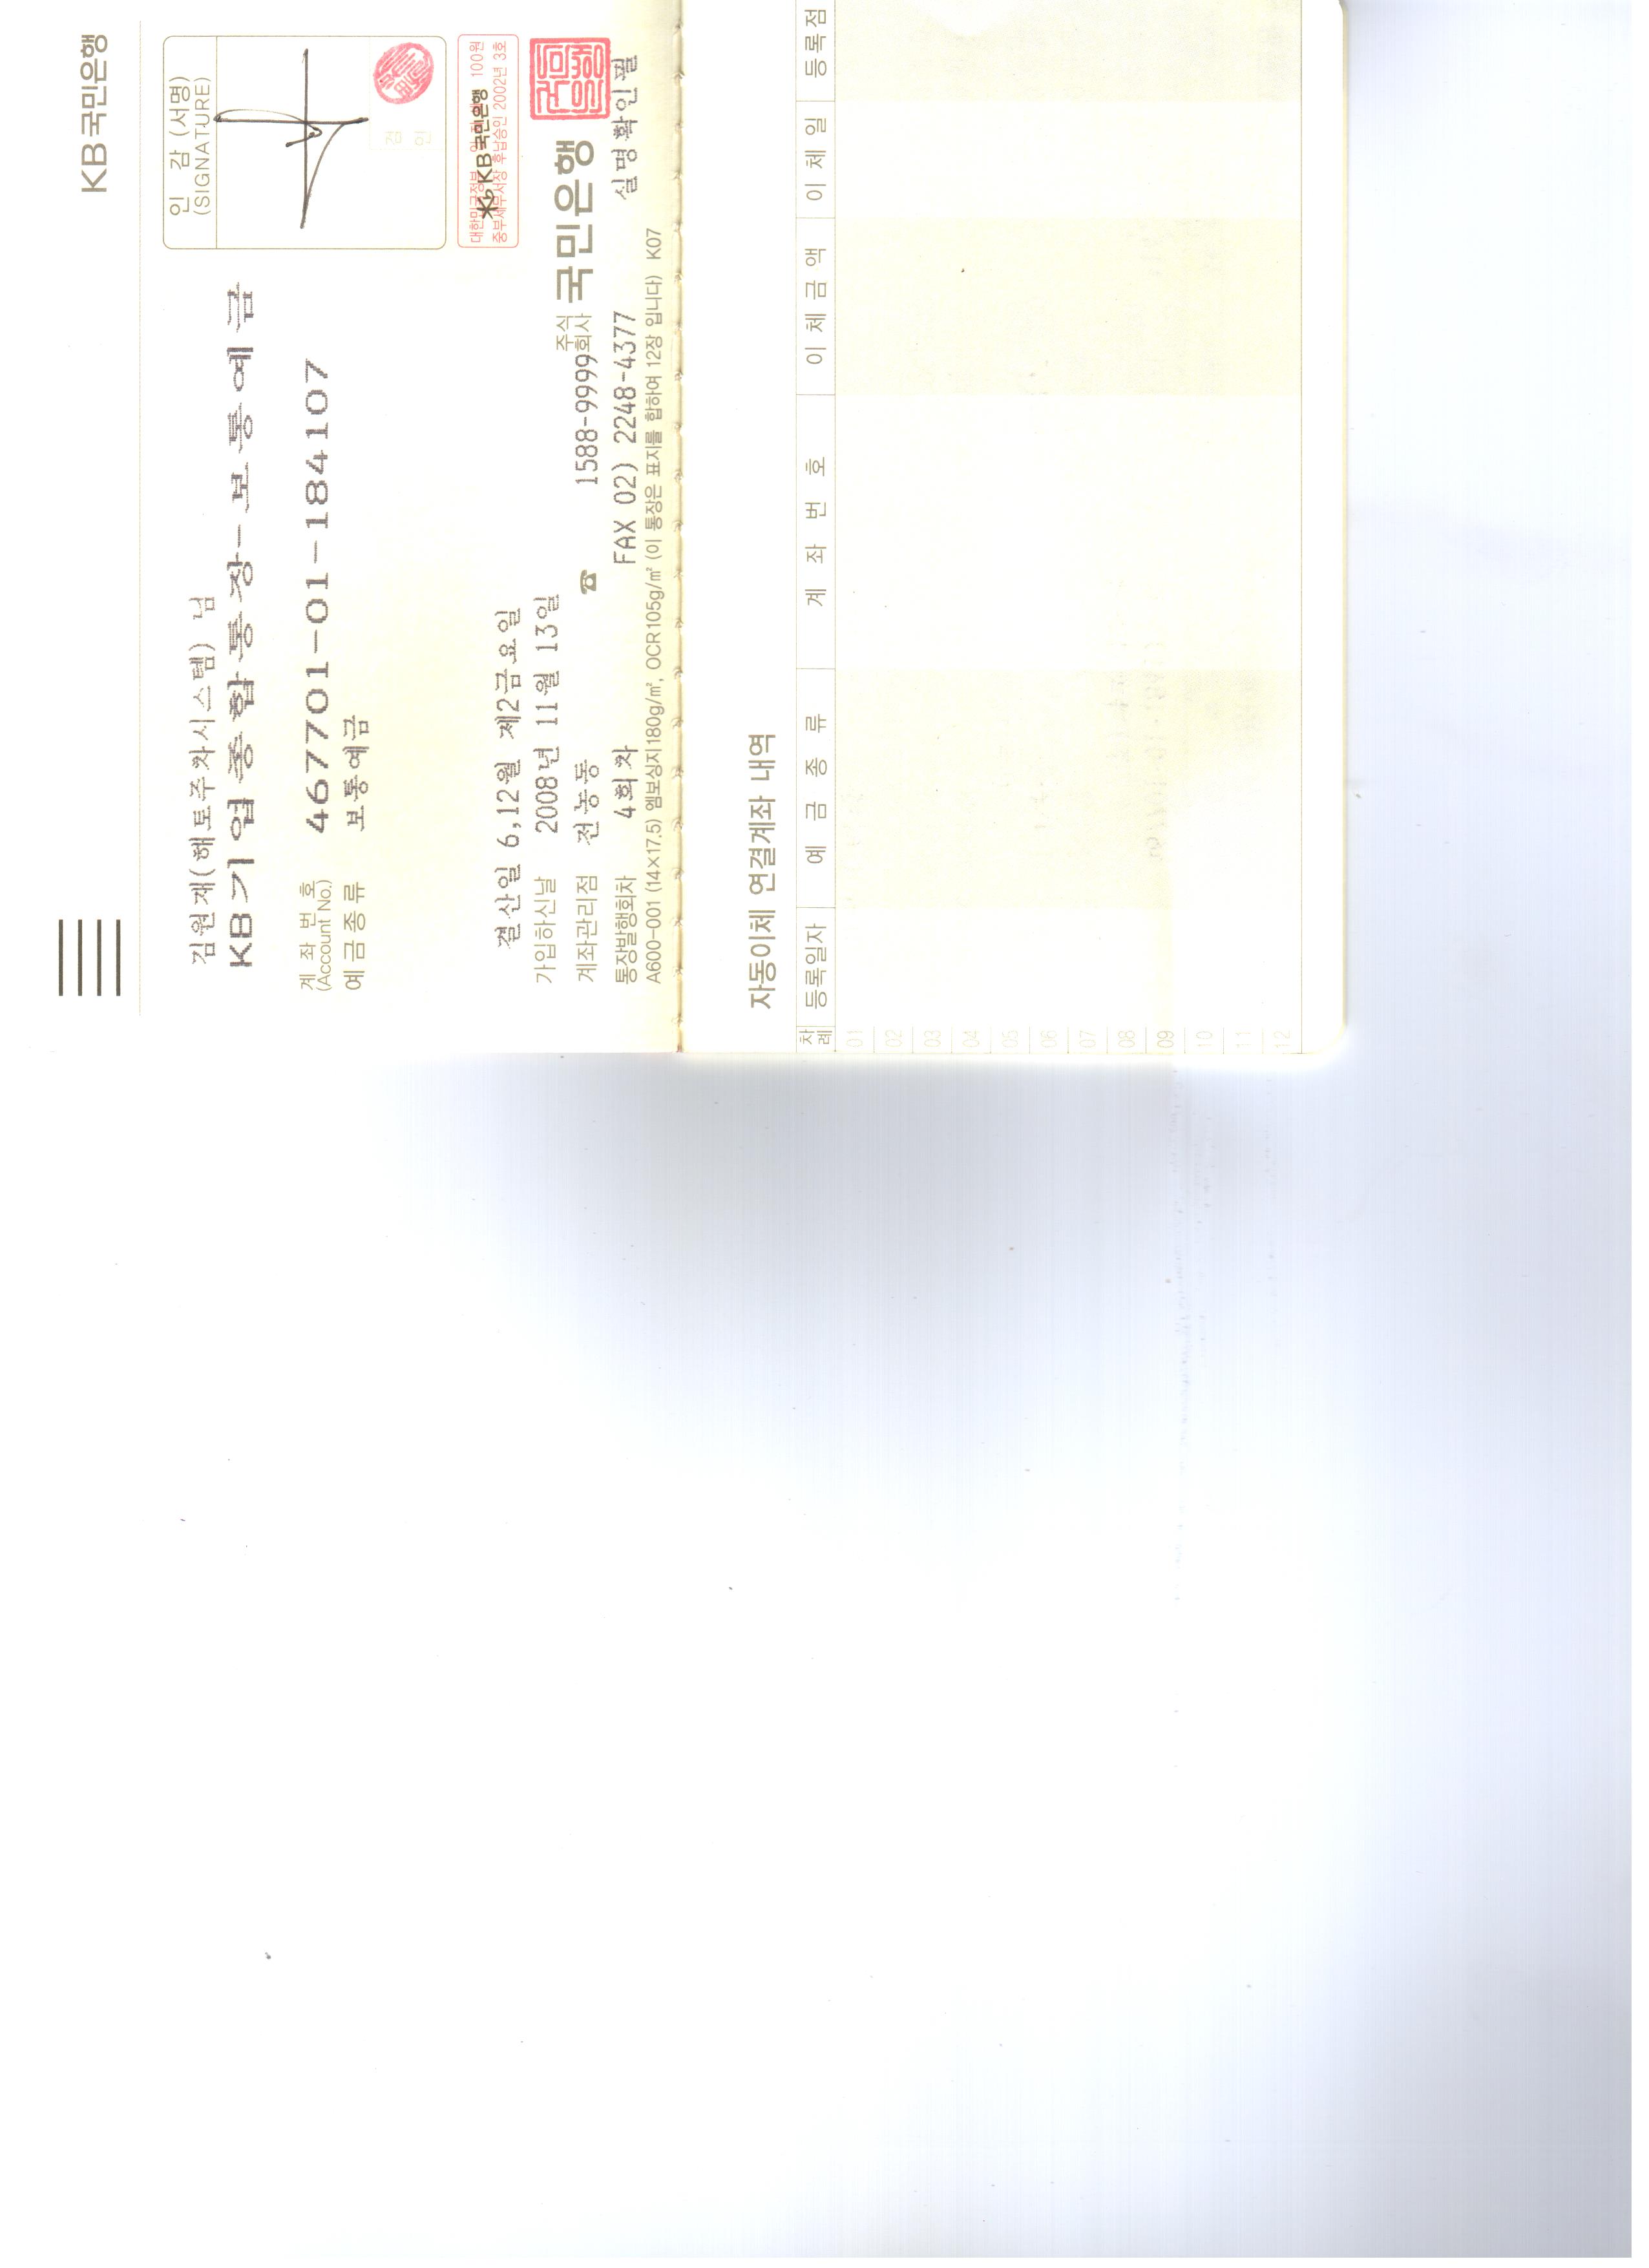 KB국민은행
인 감 (서명)
(SIGNATURE)
김원재(해토주차시스템) 님
KB기업종합통장-보통예금
계좌번호 467701-01-184107
(Account No.)
예금종류 보통예금
검
인
대한민국정부 100원
KB국민은행
중부세무서장 후납승인 2002년 3호
결산일 6,12월 제2금요일
가입하신날 2008년 11월 13일
주식회사 국민은행
계좌관리점 전농동 ☎ 1588-9999
통장발행회차 4회차 FAX 02) 2248-4377 실명확인필
A600-001 (14×17.5) 엠보싱지180g/㎡, OCR105g/㎡ (이 통장은 표지를 합하여 12장 입니다) K07
자동이체 연결계좌 내역
차례 등록일자 예금종류 계좌번호 이체금액 이체일 등록점
01
02
03
04
05
06
07
08
09
10
11
12